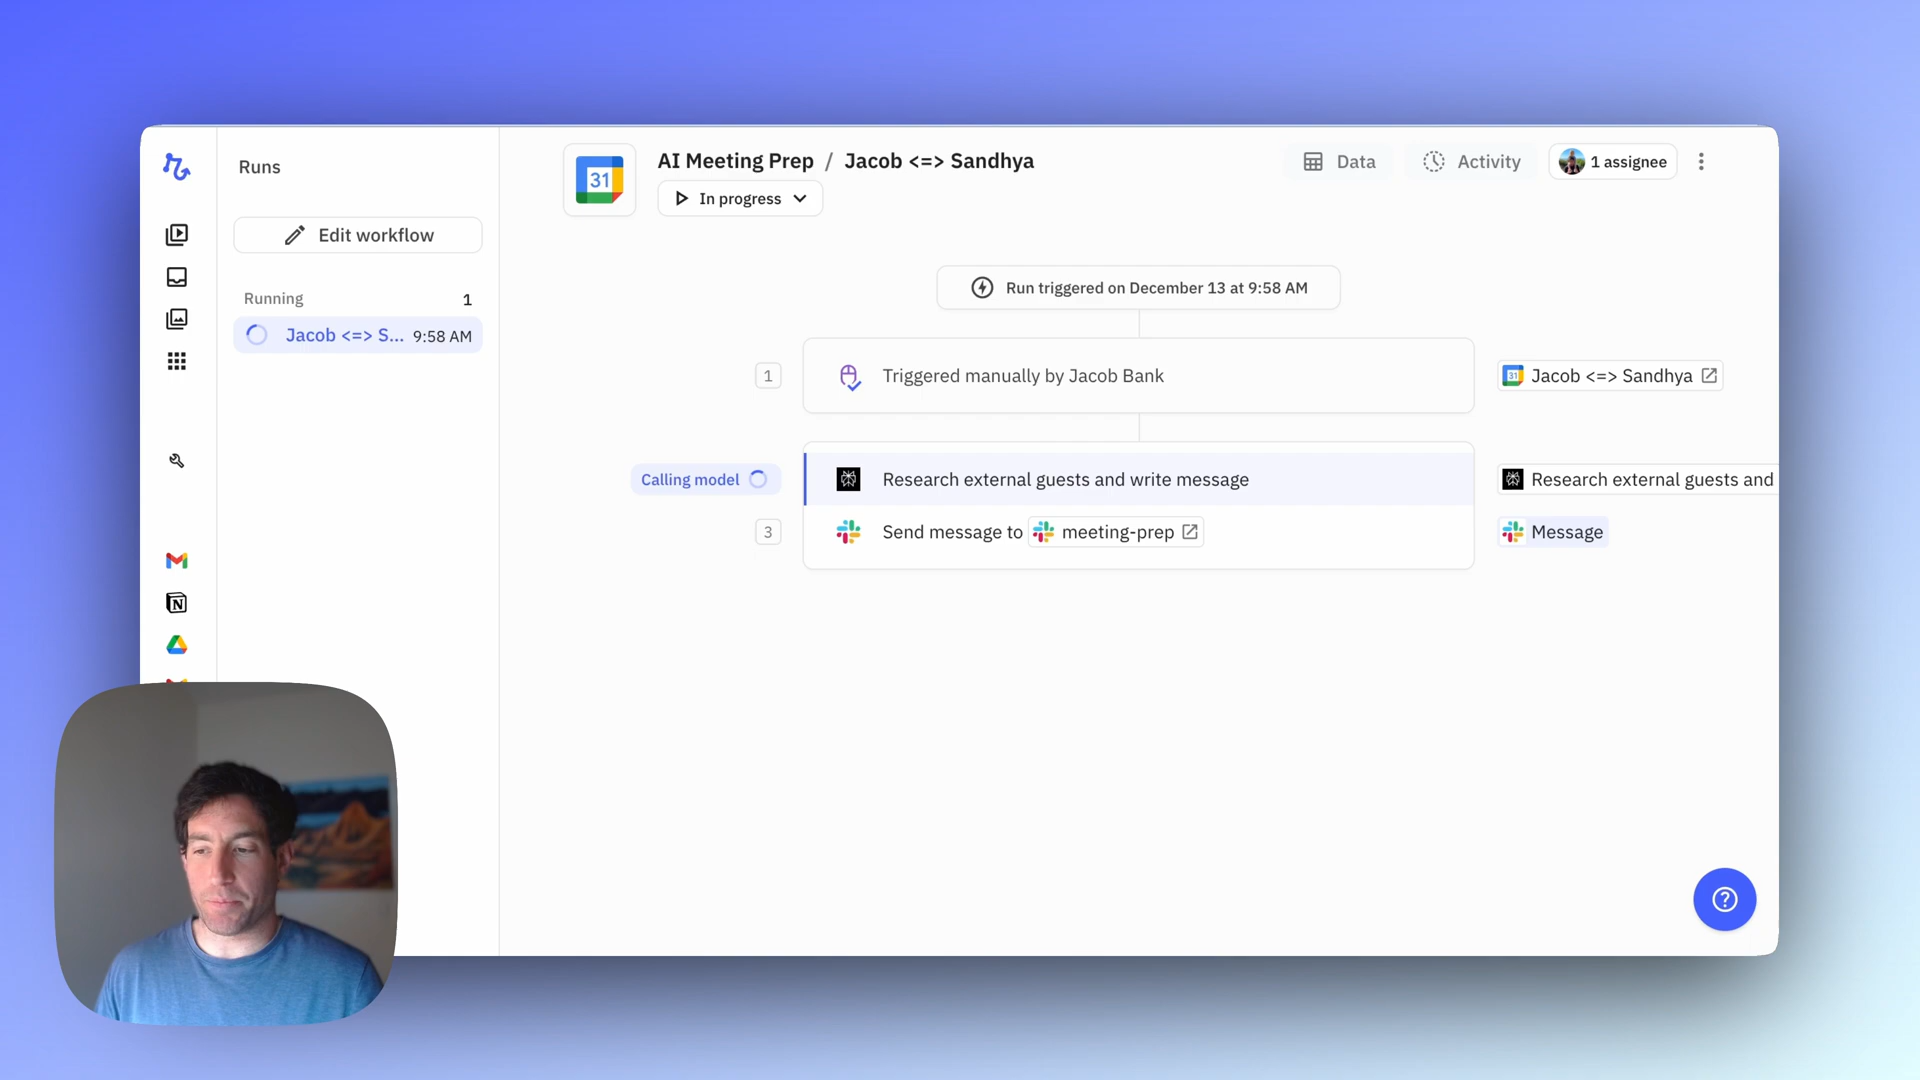 Runs
Edit workflow
Running 1
Jacob <=> S... 9:58 AM
31
AI Meeting Prep / Jacob <=> Sandhya
In progress
Data
Activity
1 assignee
Run triggered on December 13 at 9:58 AM
1
Triggered manually by Jacob Bank
31 Jacob <=> Sandhya
Calling model
Research external guests and write message
Research external guests and
3
Send message to meeting-prep
Message